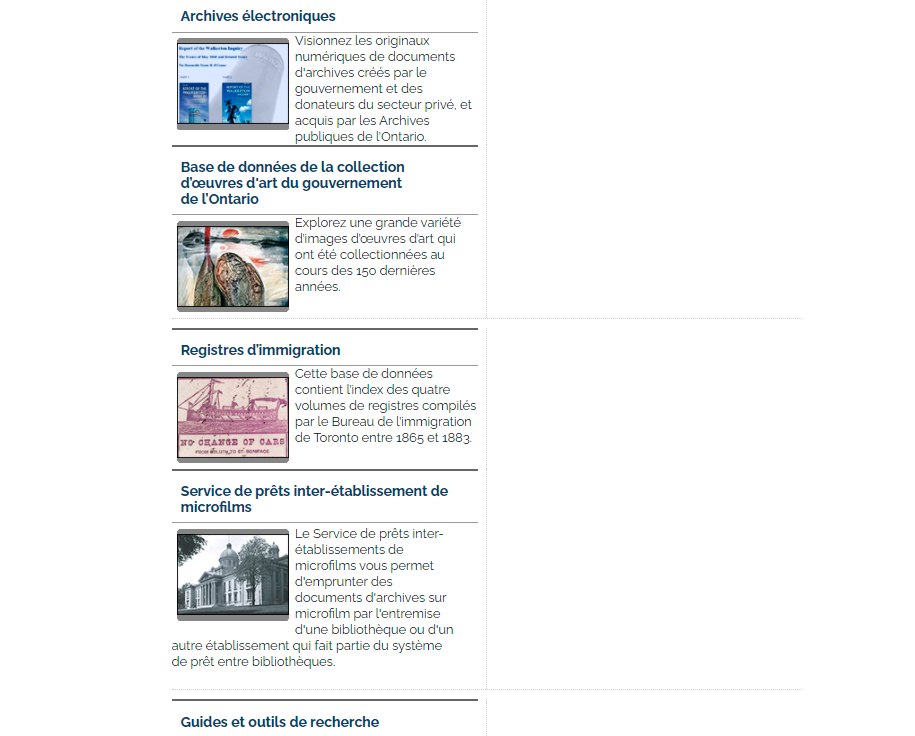 Archives électroniques
Report of the Walkerton Inquiry
Visionnez les originaux
numériques de documents
d'archives créés par le
gouvernement et des
donateurs du secteur privé, et
acquis par les Archives
publiques de l'Ontario.
Base de données de la collection
d'œuvres d'art du gouvernement
de l'Ontario
Explorez une grande variété
d'images d'œuvres d'art qui
ont été collectionnées au
cours des 150 dernières
années.
Registres d'immigration
Cette base de données
contient l'index des quatre
volumes de registres compilés
par le Bureau de l'immigration
de Toronto entre 1865 et 1883.
NO CHANGE OF CARS
FROM DULUTH TO ST. BONIFACE
Service de prêts inter-établissement de
microfilms
Le Service de prêts inter-
établissements de
microfilms vous permet
d'emprunter des
documents d'archives sur
microfilm par l'entremise
d'une bibliothèque ou d'un
autre établissement qui fait partie du système
de prêt entre bibliothèques.
Guides et outils de recherche